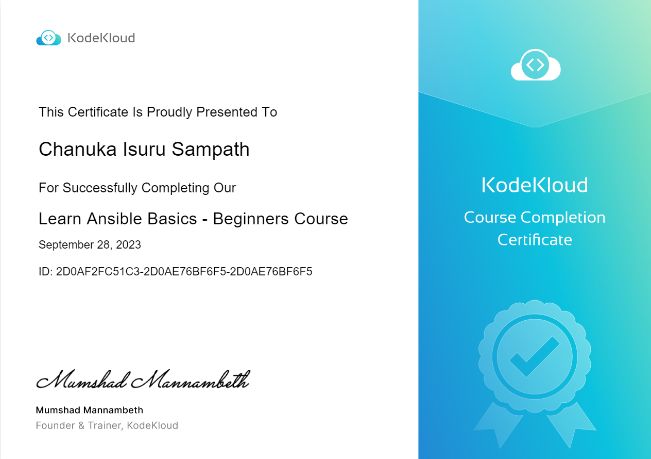 KodeKloud
This Certificate Is Proudly Presented To
Chanuka Isuru Sampath
For Successfully Completing Our
Learn Ansible Basics - Beginners Course
September 28, 2023
ID: 2D0AF2FC51C3-2D0AE76BF6F5-2D0AE76BF6F5
Mumshad Mannambeth
Mumshad Mannambeth
Founder & Trainer, KodeKloud
KodeKloud
Course Completion
Certificate